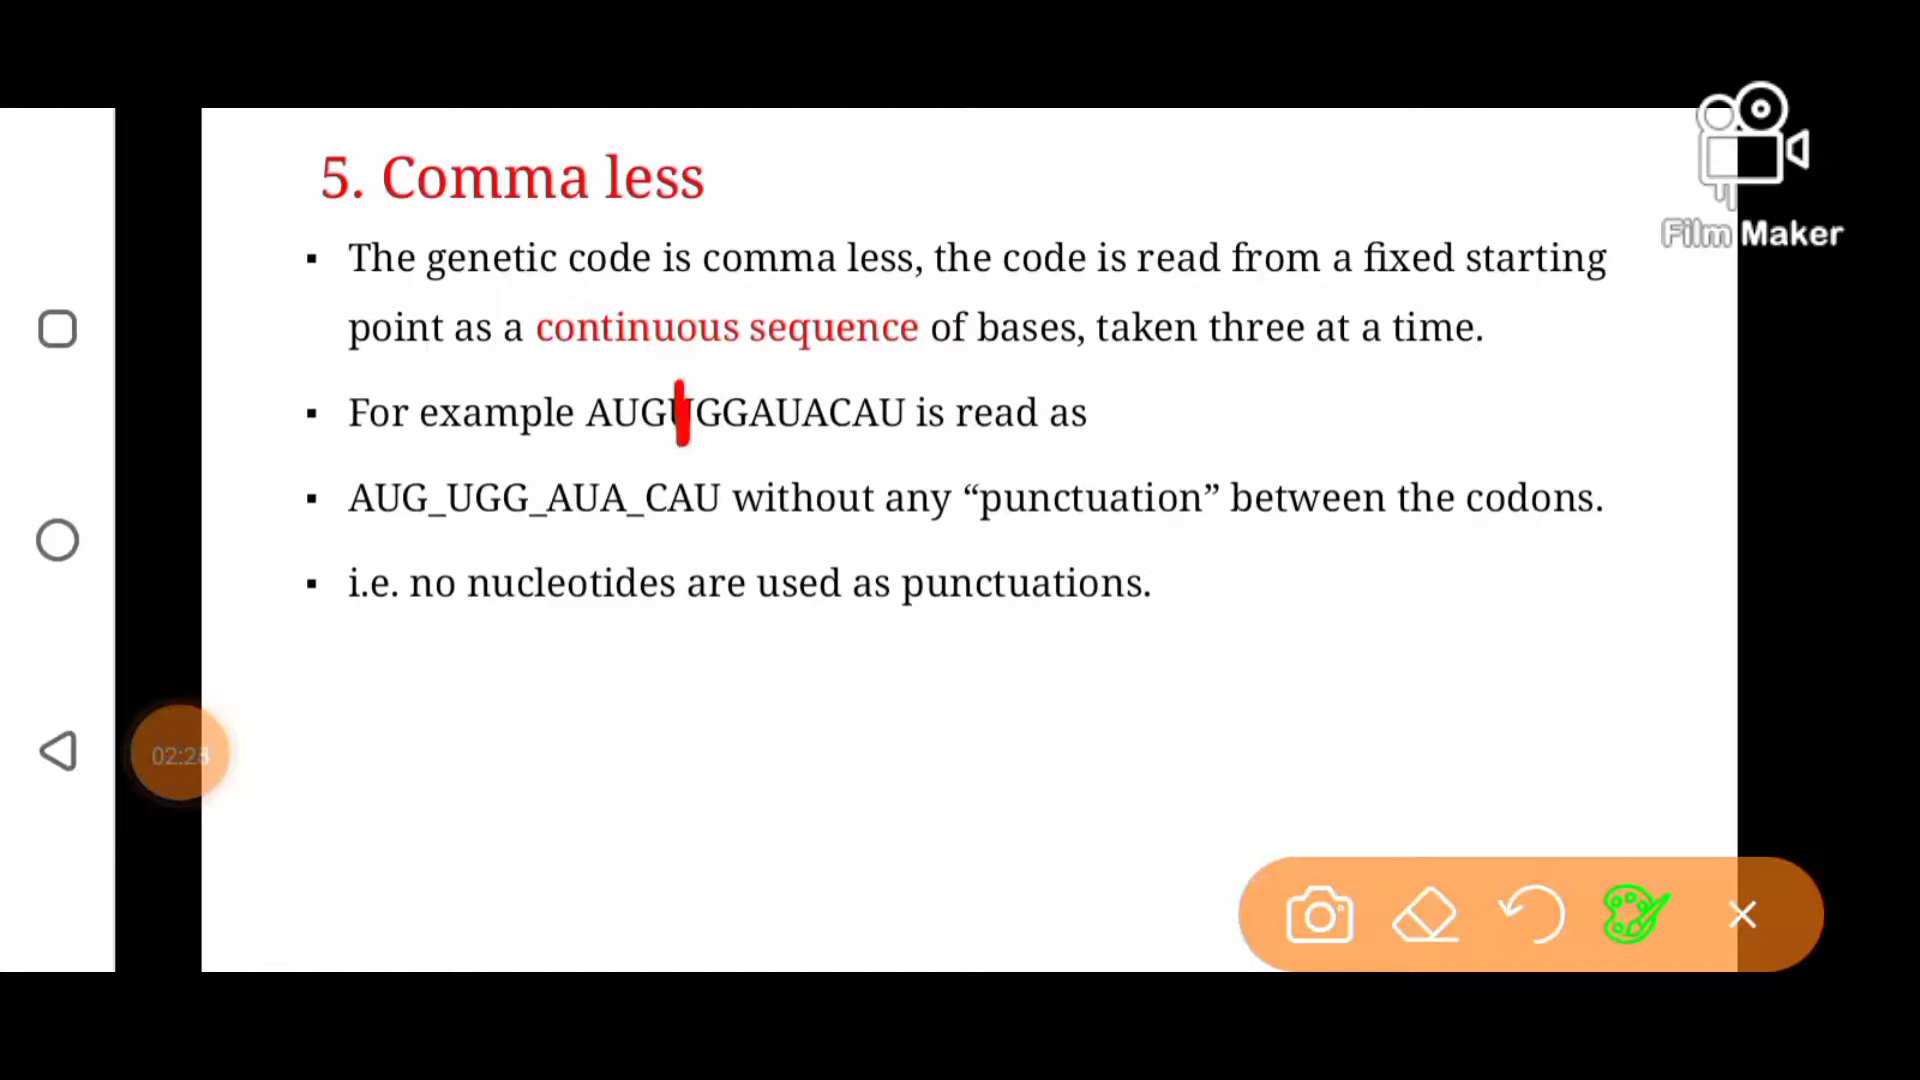 5. Comma less
▪ The genetic code is comma less, the code is read from a fixed starting
point as a continuous sequence of bases, taken three at a time.
▪ For example AUGUGGAUACAU is read as
▪ AUG_UGG_AUA_CAU without any “punctuation” between the codons.
▪ i.e. no nucleotides are used as punctuations.
Film Maker